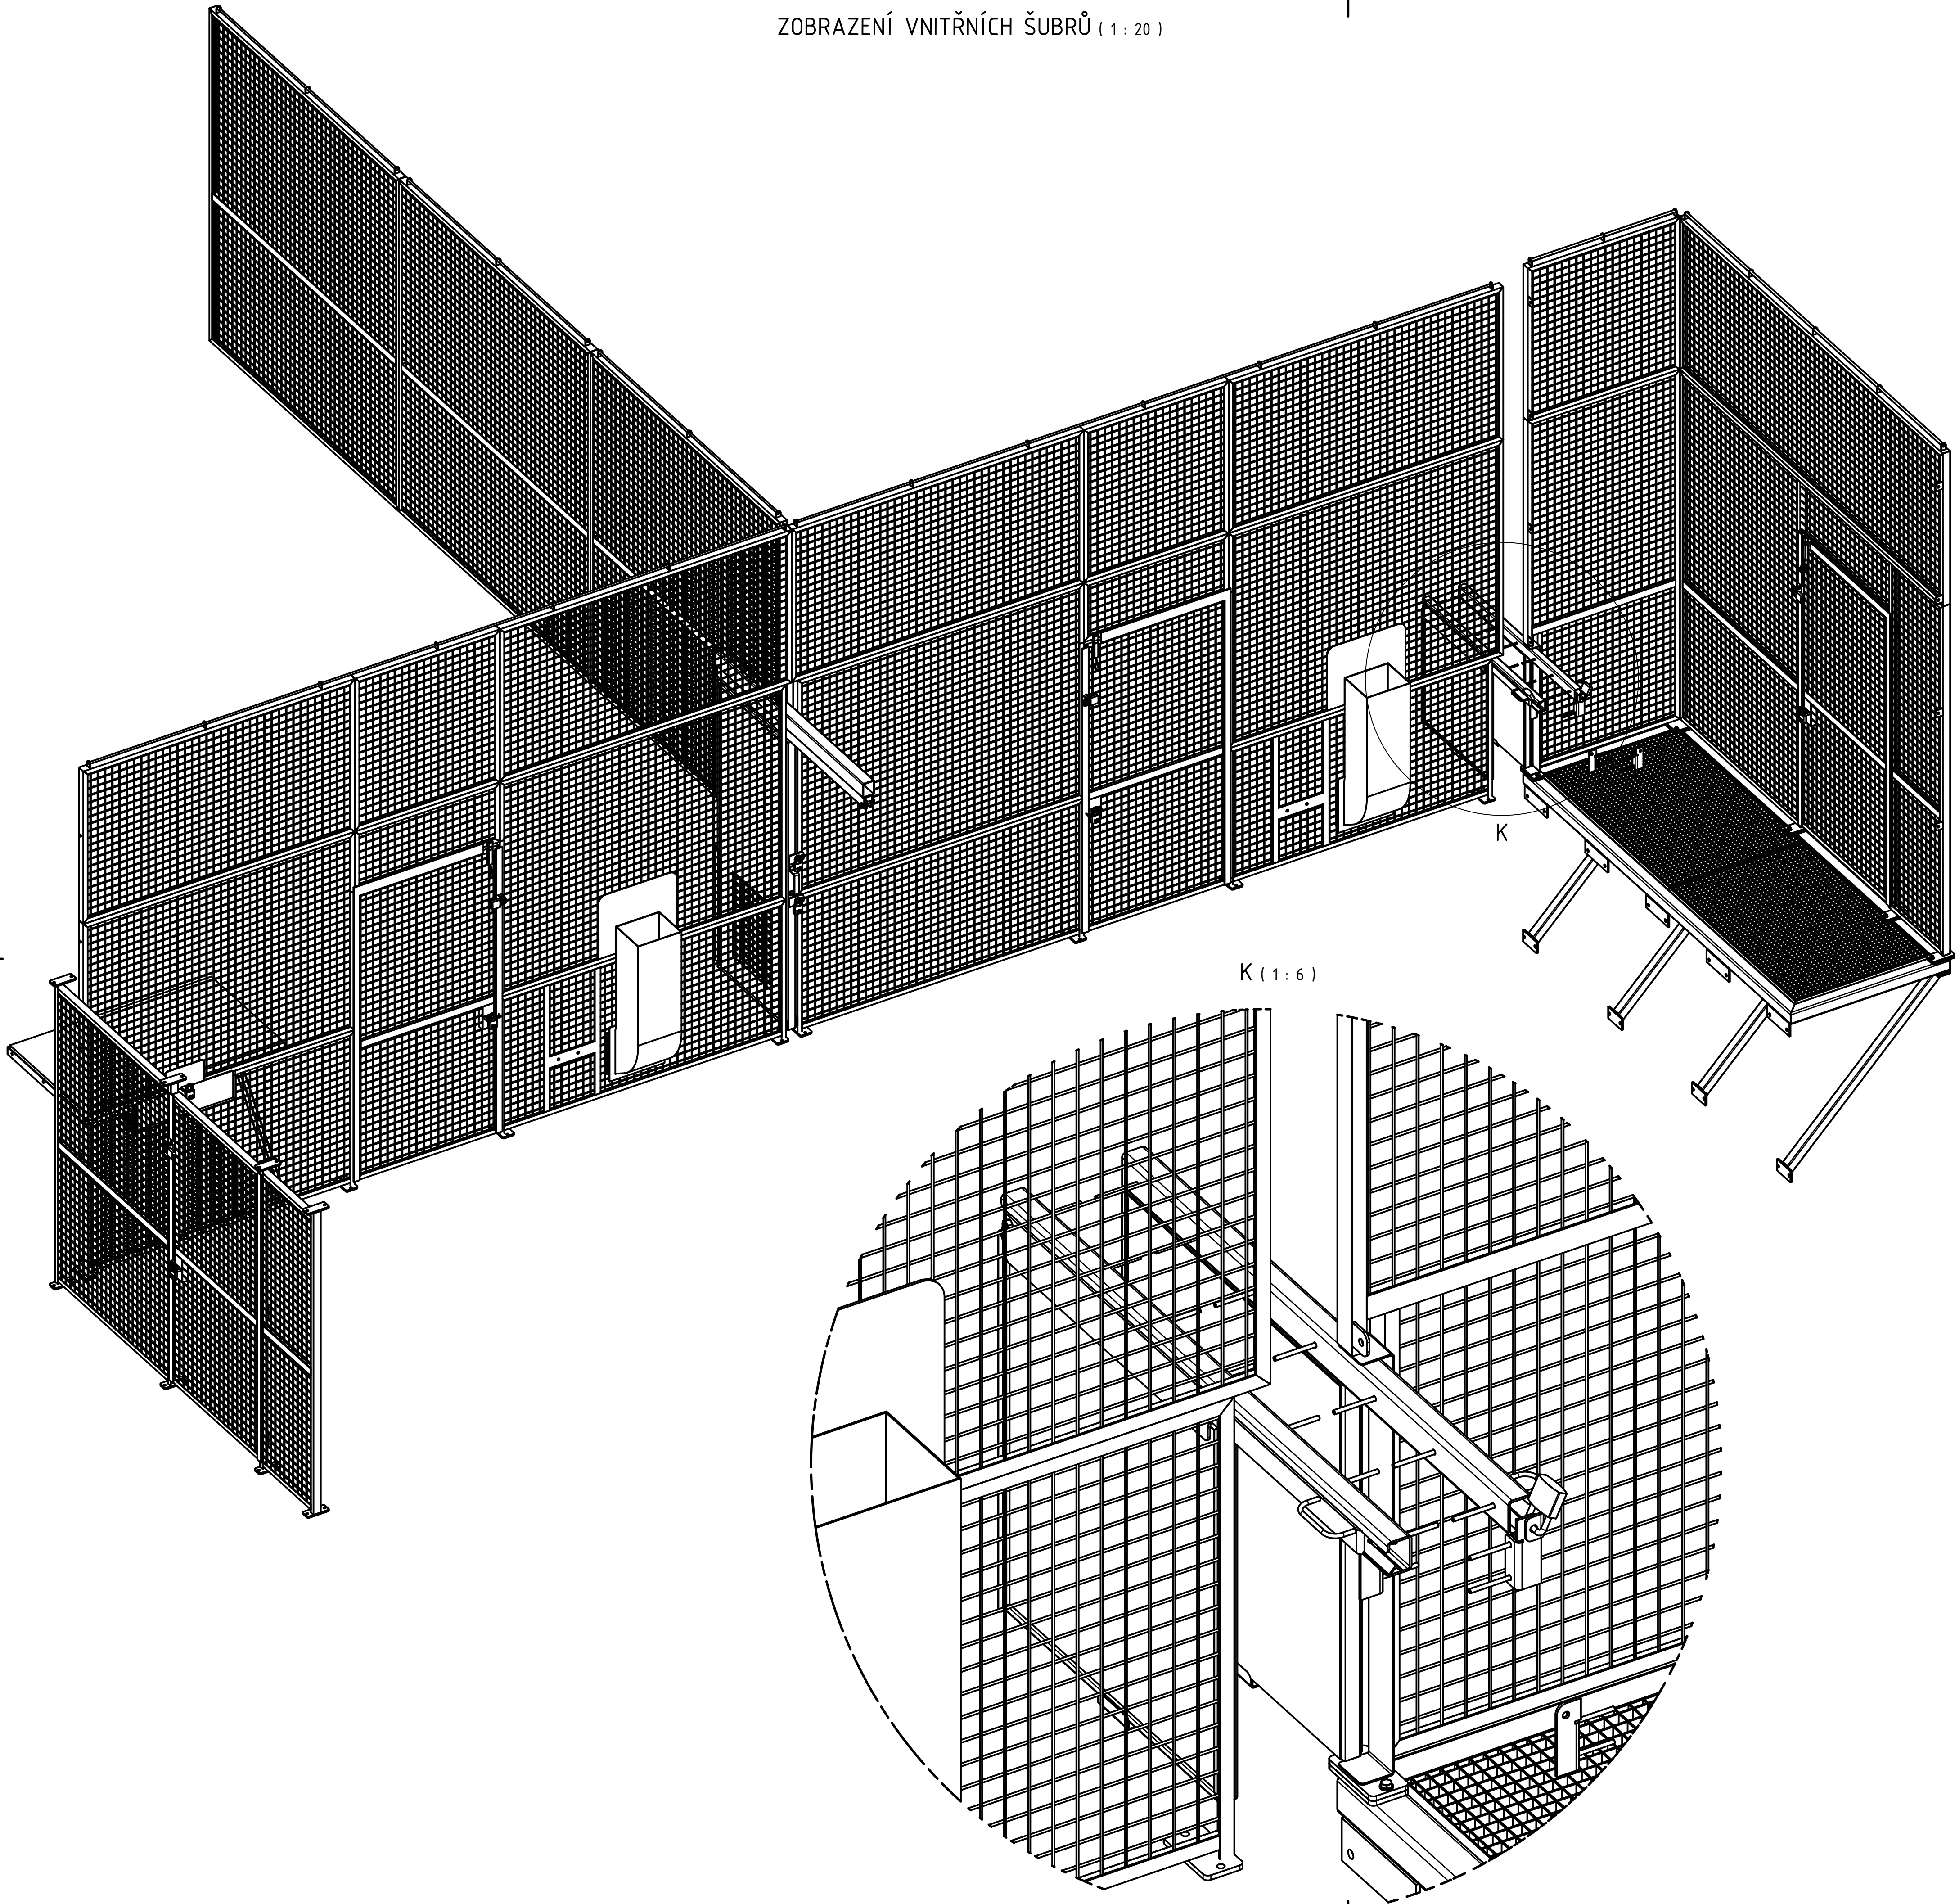 ZOBRAZENÍ VNITŘNÍCH ŠUBRŮ ( 1 : 20 )
K
K ( 1 : 6 )